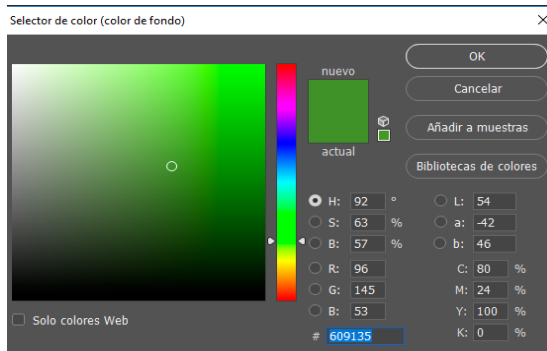 Selector de color (color de fondo)
nuevo
actual
OK
Cancelar
Añadir a muestras
Bibliotecas de colores
H: 92 °
S: 63 %
B: 57 %
R: 96
G: 145
B: 53
# 609135
L: 54
a: -42
b: 46
C: 80 %
M: 24 %
Y: 100 %
K: 0 %
Solo colores Web